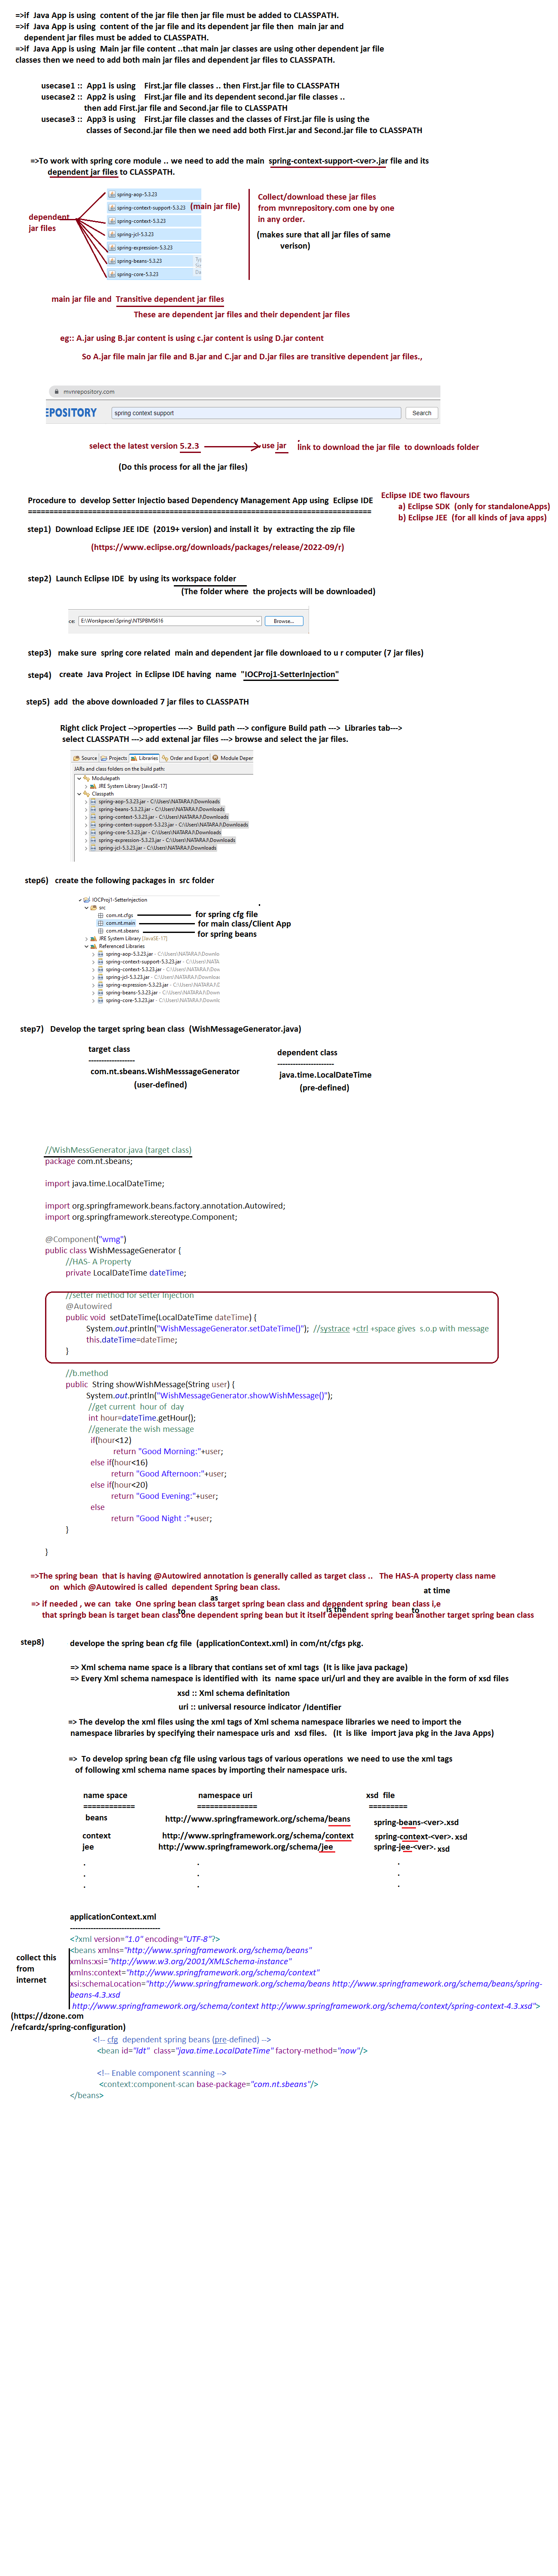 =>if Java App is using content of the jar file then jar file must be added to CLASSPATH.
=>if Java App is using content of the jar file and its dependent jar file then main jar and
dependent jar files must be added to CLASSPATH.
=>if Java App is using Main jar file content ..that main jar classes are using other dependent jar file
classes then we need to add both main jar files and dependent jar files to CLASSPATH.
usecase1 :: App1 is using First.jar file classes .. then First.jar file to CLASSPATH
usecase2 :: App2 is using First.jar file and its dependent second.jar file classes ..
then add First.jar file and Second.jar file to CLASSPATH
usecase3 :: App3 is using First.jar file classes and the classes of First.jar file is using the
classes of Second.jar file then we need add both First.jar and Second.jar file to CLASSPATH
=>To work with spring core module .. we need to add the main spring-context-support-<ver>.jar file and its
dependent jar files to CLASSPATH.
dependent
jar files
spring-aop-5.3.23
spring-context-support-5.3.23 (main jar file)
spring-context-5.3.23
spring-jcl-5.3.23
spring-expression-5.3.23
spring-beans-5.3.23
spring-core-5.3.23
Collect/download these jar files
from mvnrepository.com one by one
in any order.
(makes sure that all jar files of same
verison)
main jar file and Transitive dependent jar files
These are dependent jar files and their dependent jar files
eg:: A.jar using B.jar content is using c.jar content is using D.jar content
So A.jar file main jar file and B.jar and C.jar and D.jar files are transitive dependent jar files.,
mvnrepository.com
EPOSITORY
spring context support
Search
select the latest version 5.2.3 use jar link to download the jar file to downloads folder
(Do this process for all the jar files)
Procedure to develop Setter Injectio based Dependency Management App using Eclipse IDE
================================================================================
Eclipse IDE two flavours
a) Eclipse SDK (only for standaloneApps)
b) Eclipse JEE (for all kinds of java apps)
step1) Download Eclipse JEE IDE (2019+ version) and install it by extracting the zip file
(https://www.eclipse.org/downloads/packages/release/2022-09/r)
step2) Launch Eclipse IDE by using its workspace folder
(The folder where the projects will be downloaded)
ce: E:\Worskpaces\Spring\NTSPBMS616 Browse...
step3) make sure spring core related main and dependent jar file downloaed to u r computer (7 jar files)
step4) create Java Project in Eclipse IDE having name "IOCProj1-SetterInjection"
step5) add the above downloaded 7 jar files to CLASSPATH
Right click Project -->properties ----> Build path ---> configure Build path ---> Libraries tab--->
select CLASSPATH ---> add extenal jar files ---> browse and select the jar files.
Source Projects Libraries Order and Export Module Deper
JARs and class folders on the build path:
Modulepath
JRE System Library [JavaSE-17]
Classpath
spring-aop-5.3.23.jar - C:\Users\NATARAJ\Downloads
spring-beans-5.3.23.jar - C:\Users\NATARAJ\Downloads
spring-context-5.3.23.jar - C:\Users\NATARAJ\Downloads
spring-context-support-5.3.23.jar - C:\Users\NATARAJ\Downloads
spring-core-5.3.23.jar - C:\Users\NATARAJ\Downloads
spring-expression-5.3.23.jar - C:\Users\NATARAJ\Downloads
spring-jcl-5.3.23.jar - C:\Users\NATARAJ\Downloads
step6) create the following packages in src folder
IOCProj1-SetterInjection
src
com.nt.cfgs for spring cfg file
com.nt.main for main class/Client App
com.nt.sbeans for spring beans
JRE System Library [JavaSE-17]
Referenced Libraries
spring-aop-5.3.23.jar - C:\Users\NATARAJ\Downlo
spring-context-support-5.3.23.jar - C:\Users\NATA
spring-context-5.3.23.jar - C:\Users\NATARAJ\Dow
spring-jcl-5.3.23.jar - C:\Users\NATARAJ\Downloa
spring-expression-5.3.23.jar - C:\Users\NATARAJ\D
spring-beans-5.3.23.jar - C:\Users\NATARAJ\Down
spring-core-5.3.23.jar - C:\Users\NATARAJ\Downlo
step7) Develop the target spring bean class (WishMessageGenerator.java)
target class
------------------
com.nt.sbeans.WishMesssageGenerator
(user-defined)
dependent class
----------------------
java.time.LocalDateTime
(pre-defined)
//WishMessGenerator.java (target class)
package com.nt.sbeans;
import java.time.LocalDateTime;
import org.springframework.beans.factory.annotation.Autowired;
import org.springframework.stereotype.Component;
@Component("wmg")
public class WishMessageGenerator {
//HAS- A Property
private LocalDateTime dateTime;
//setter method for setter Injection
@Autowired
public void setDateTime(LocalDateTime dateTime) {
System.out.println("WishMessageGenerator.setDateTime()"); //systrace +ctrl +space gives s.o.p with message
this.dateTime=dateTime;
}
//b.method
public String showWishMessage(String user) {
System.out.println("WishMessageGenerator.showWishMessage()");
//get current hour of day
int hour=dateTime.getHour();
//generate the wish message
if(hour<12)
return "Good Morning:"+user;
else if(hour<16)
return "Good Afternoon:"+user;
else if(hour<20)
return "Good Evening:"+user;
else
return "Good Night :"+user;
}
}
=>The spring bean that is having @Autowired annotation is generally called as target class .. The HAS-A property class name
on which @Autowired is called dependent Spring bean class.
as at time
=> if needed , we can take One spring bean class target spring bean class and dependent spring bean class i,e
to is the to
that springb bean is target bean class one dependent spring bean but it itself dependent spring bean another target spring bean class
step8) develope the spring bean cfg file (applicationContext.xml) in com/nt/cfgs pkg.
=> Xml schema name space is a library that contians set of xml tags (It is like java package)
=> Every Xml schema namespace is identified with its name space uri/url and they are avaible in the form of xsd files
xsd :: Xml schema definitation
uri :: universal resource indicator /Identifier
=> The develop the xml files using the xml tags of Xml schema namespace libraries we need to import the
namespace libraries by specifying their namespace uris and xsd files. (It is like import java pkg in the Java Apps)
=> To develop spring bean cfg file using various tags of various operations we need to use the xml tags
of following xml schema name spaces by importing their namespace uris.
name space namespace uri xsd file
============ ============== =========
beans http://www.springframework.org/schema/beans spring-beans-<ver>.xsd
context http://www.springframework.org/schema/context spring-context-<ver>. xsd
jee http://www.springframework.org/schema/jee spring-jee-<ver>. xsd
. . .
. . .
. . .
applicationContext.xml
-----------------------------------
collect this
from
internet
(https://dzone.com
/refcardz/spring-configuration)
<?xml version="1.0" encoding="UTF-8"?>
<beans xmlns="http://www.springframework.org/schema/beans"
xmlns:xsi="http://www.w3.org/2001/XMLSchema-instance"
xmlns:context="http://www.springframework.org/schema/context"
xsi:schemaLocation="http://www.springframework.org/schema/beans http://www.springframework.org/schema/beans/spring-
beans-4.3.xsd
http://www.springframework.org/schema/context http://www.springframework.org/schema/context/spring-context-4.3.xsd">
<!-- cfg dependent spring beans (pre-defined) -->
<bean id="ldt" class="java.time.LocalDateTime" factory-method="now"/>
<!-- Enable component scanning -->
<context:component-scan base-package="com.nt.sbeans"/>
</beans>